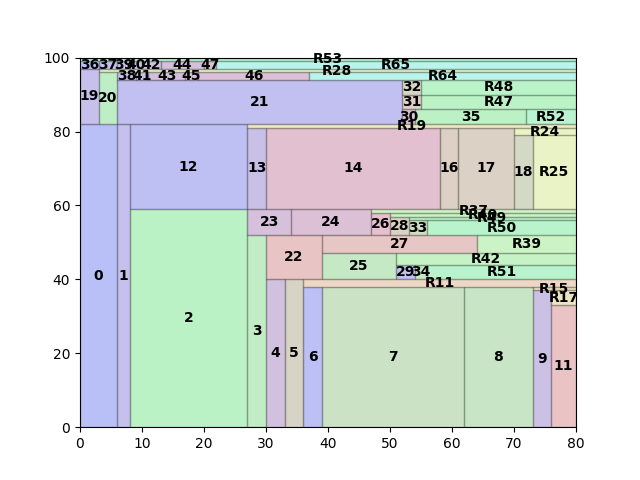 100
80
60
40
20
0
0 10 20 30 40 50 60 70 80
R53
36 37 39 40 42 44 47 R65
R28
38 41 43 45 46 R64
19 20 21 32 R48
31 R47
30 35 R52
R19
R24
12 13 14 16 17 18 R25
R37
R49
23 24 26 28 33 R50
27 R39
22 25 R42
29 34 R51
R11
0 1 2 3 4 5 6 7 8 9 11
R15
R17